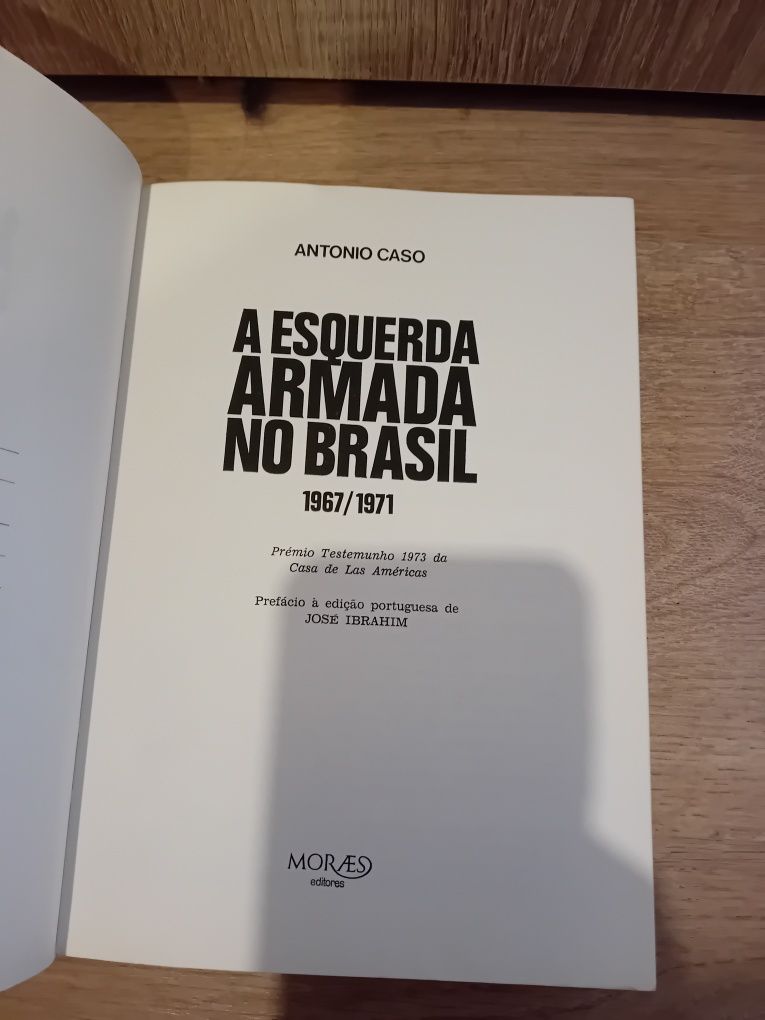 ANTONIO CASO
A ESQUERDA
ARMADA
NO BRASIL
1967/1971
Prémio Testemunho 1973 da
Casa de Las Américas
Prefácio à edição portuguesa de
JOSÉ IBRAHIM
MORÆS
editores